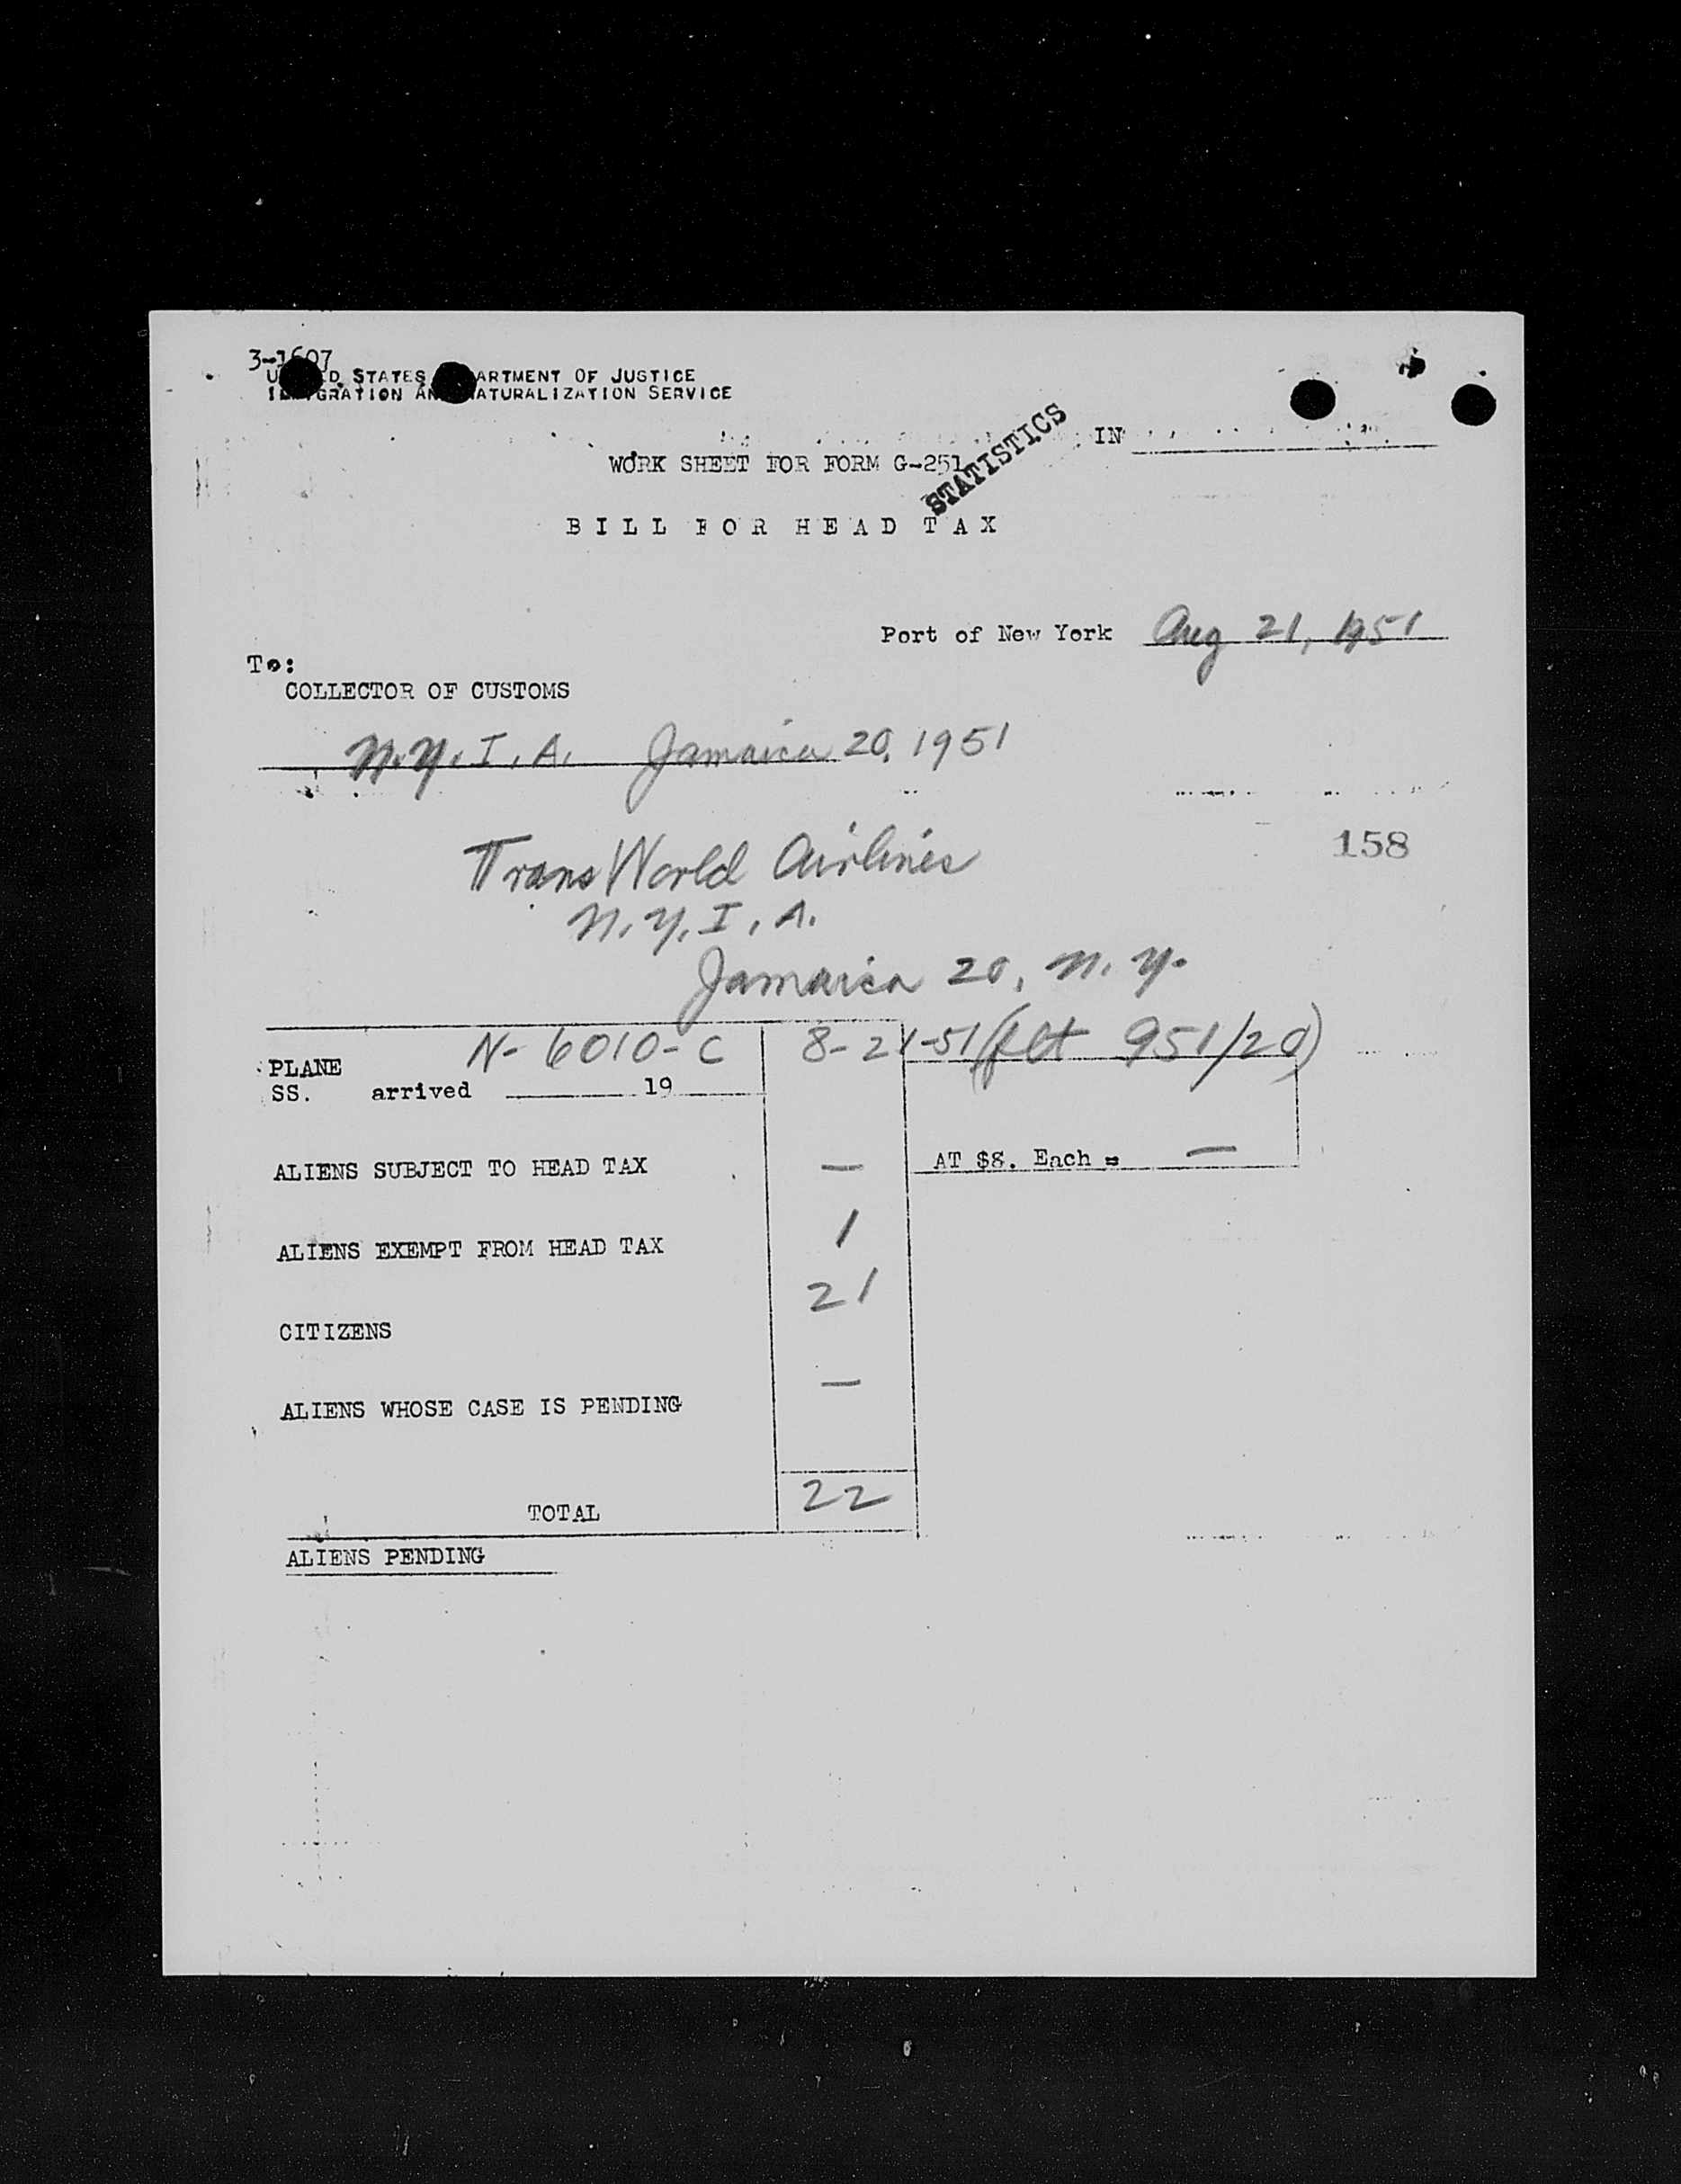 3-1607
UNITED STATES DEPARTMENT OF JUSTICE
IMMIGRATION AND NATURALIZATION SERVICE
IN
WORK SHEET FOR FORM G-251
STATISTICS
BILL FOR HEAD TAX
Port of New York Aug 21, 1951
To:
COLLECTOR OF CUSTOMS
N.Y.I.A. Jamaica 20, 1951
158
Trans World Airlines
N.Y.I.A.
Jamaica 20, N.Y.
N-6010-C 8-21-51 (flt 951/20)
PLANE
SS. arrived 19
ALIENS SUBJECT TO HEAD TAX — AT $8. Each = —
ALIENS EXEMPT FROM HEAD TAX 1
CITIZENS 21
ALIENS WHOSE CASE IS PENDING —
TOTAL 22
ALIENS PENDING